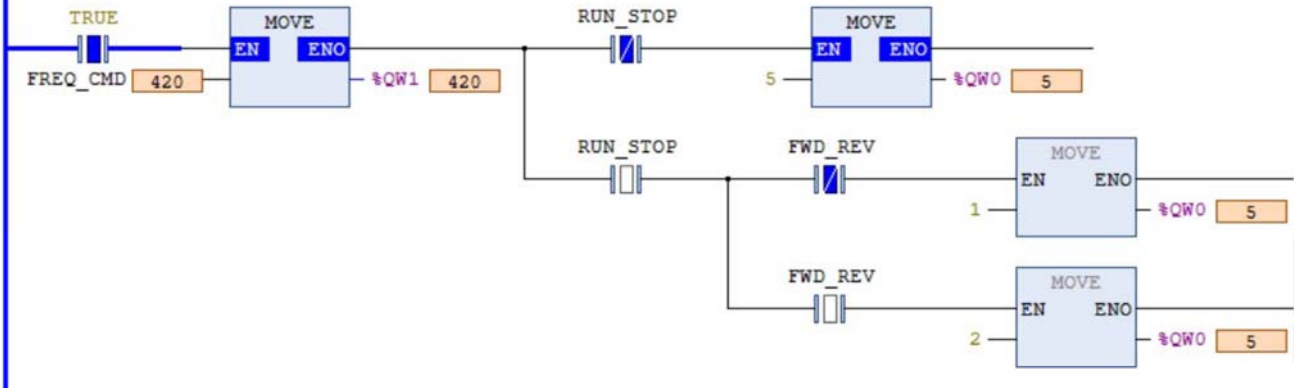 TRUE MOVE RUN_STOP MOVE
EN ENO EN ENO
FREQ_CMD 420 %QW1 420 5 %QW0 5
RUN_STOP FWD_REV MOVE
EN ENO
1 %QW0 5
FWD_REV MOVE
EN ENO
2 %QW0 5